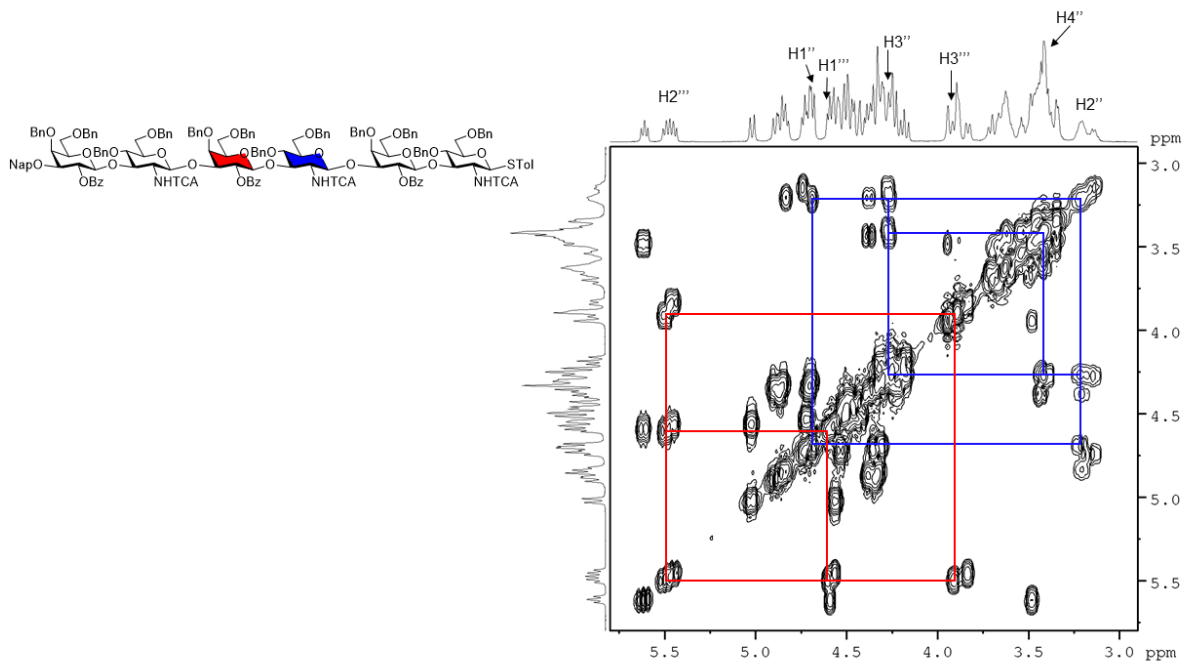 H4''
H3''
H1''
H1'''
H3'''
H2'''
H2''
ppm
BnO OBn OBn BnO OBn OBn BnO OBn OBn
BnO BnO BnO
NapO O O O O O STol
OBz NHTCA OBz NHTCA OBz NHTCA
3.0
3.5
4.0
4.5
5.0
5.5
5.5 5.0 4.5 4.0 3.5 3.0 ppm